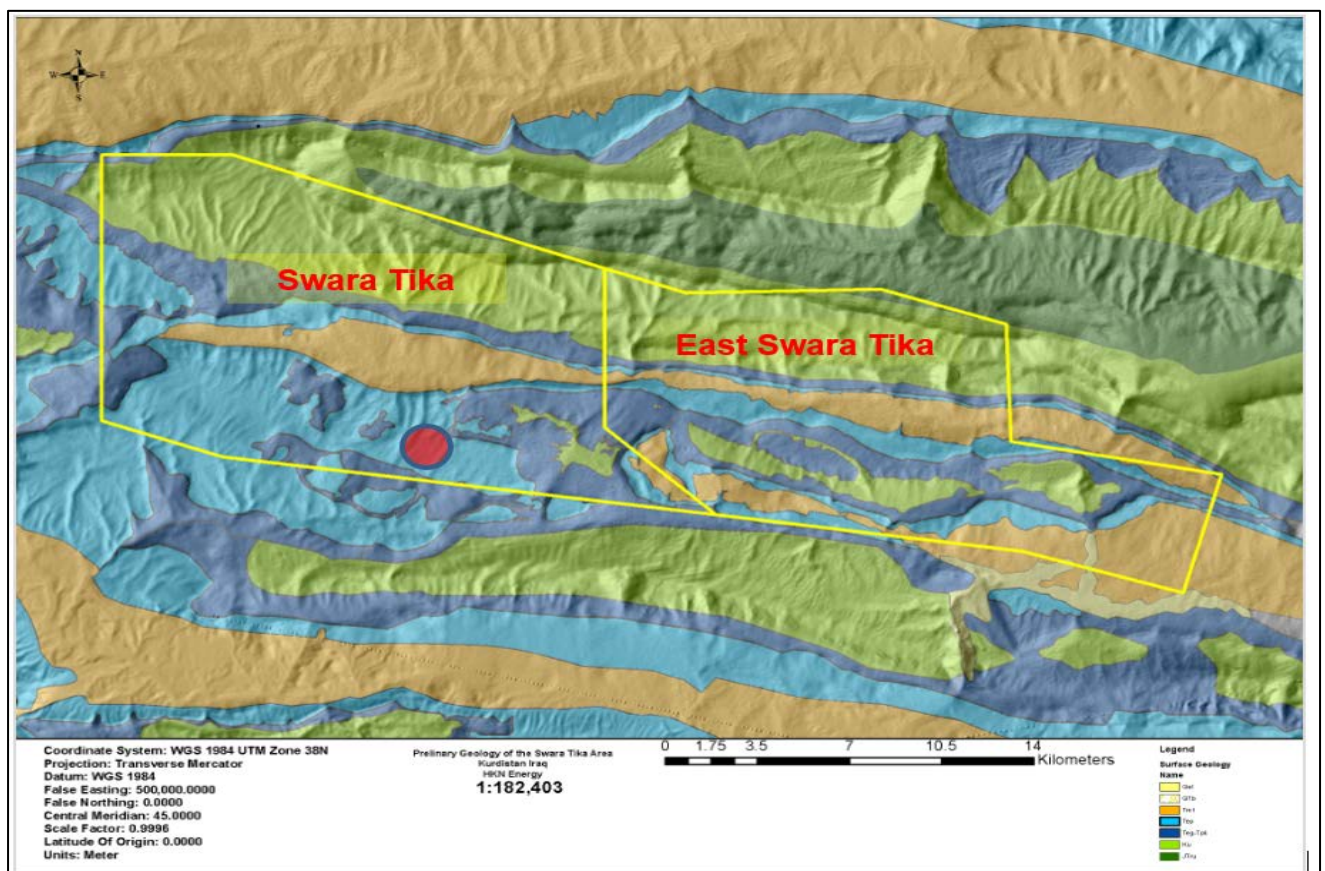 N
W E
S
Swara Tika
East Swara Tika
Coordinate System: WGS 1984 UTM Zone 38N
Projection: Transverse Mercator
Datum: WGS 1984
False Easting: 500,000.0000
False Northing: 0.0000
Central Meridian: 45.0000
Scale Factor: 0.9996
Latitude Of Origin: 0.0000
Units: Meter
Prelinary Geology of the Swara Tika Area
Kurdistan Iraq
HKN Energy
1:182,403
0 1.75 3.5 7 10.5 14
Kilometers
Legend
Surface Geology
Name